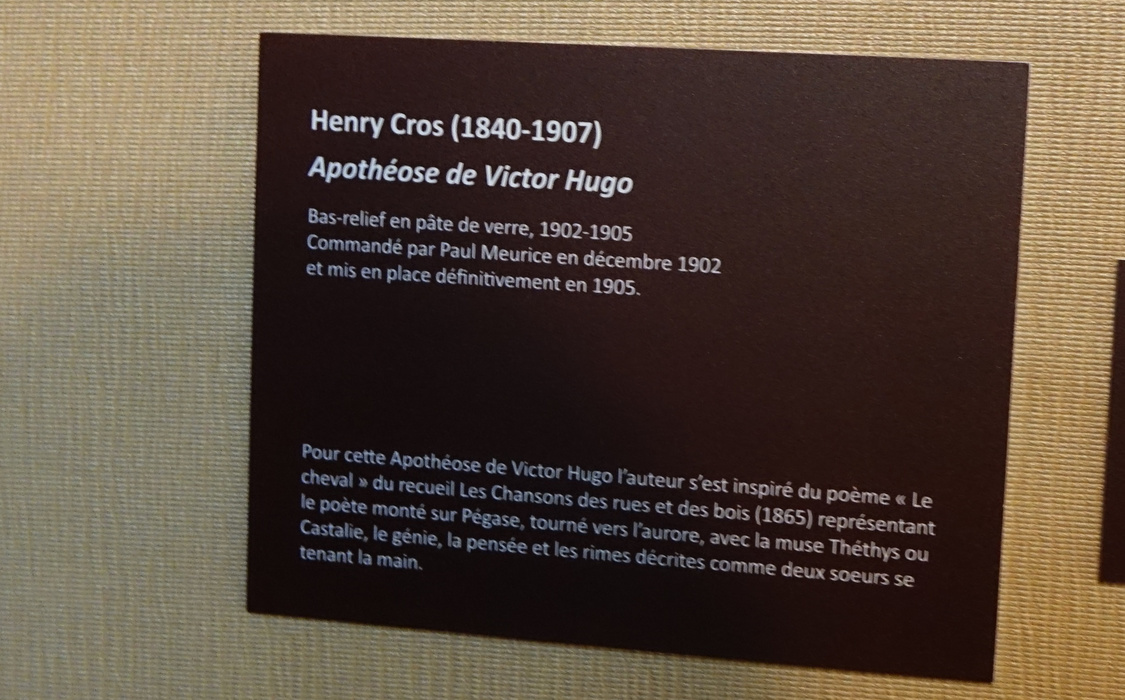 Henry Cros (1840-1907)
Apothéose de Victor Hugo
Bas-relief en pâte de verre, 1902-1905
Commandé par Paul Meurice en décembre 1902
et mis en place définitivement en 1905.
Pour cette Apothéose de Victor Hugo l'auteur s'est inspiré du poème « Le
cheval » du recueil Les Chansons des rues et des bois (1865) représentant
le poète monté sur Pégase, tourné vers l'aurore, avec la muse Théthys ou
Castalie, le génie, la pensée et les rimes décrites comme deux soeurs se
tenant la main.